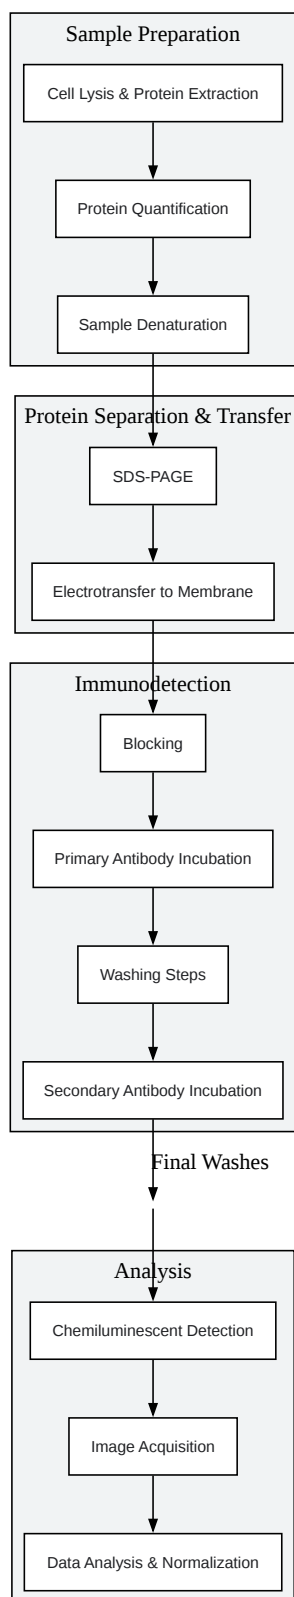 Sample Preparation
Cell Lysis & Protein Extraction
Protein Quantification
Sample Denaturation
Protein Separation & Transfer
SDS-PAGE
Electrotransfer to Membrane
Immunodetection
Blocking
Primary Antibody Incubation
Washing Steps
Secondary Antibody Incubation
Final Washes
Analysis
Chemiluminescent Detection
Image Acquisition
Data Analysis & Normalization